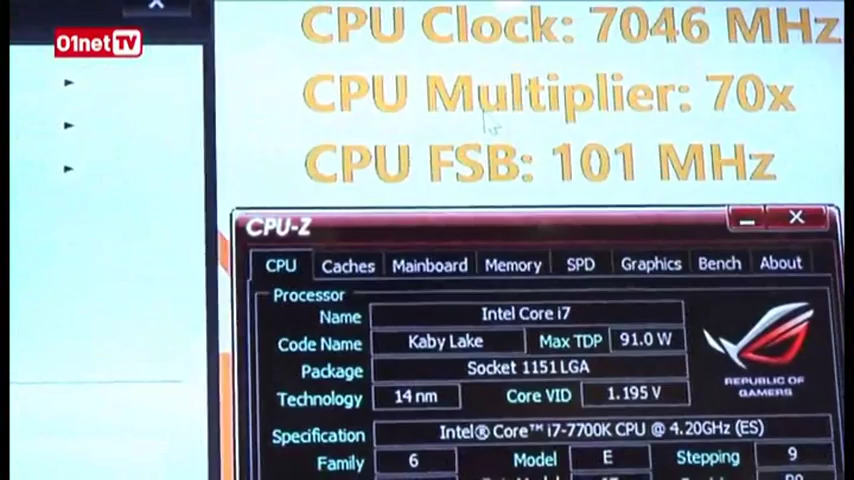 01netTV
CPU Clock: 7046 MHz
CPU Multiplier: 70x
CPU FSB: 101 MHz
CPU-Z
CPU Caches Mainboard Memory SPD Graphics Bench About
Processor
Name Intel Core i7
Code Name Kaby Lake Max TDP 91.0 W
Package Socket 1151 LGA
Technology 14 nm Core VID 1.195 V
REPUBLIC OF
GAMERS
Specification Intel® Core™ i7-7700K CPU @ 4.20GHz (ES)
Family 6 Model E Stepping 9